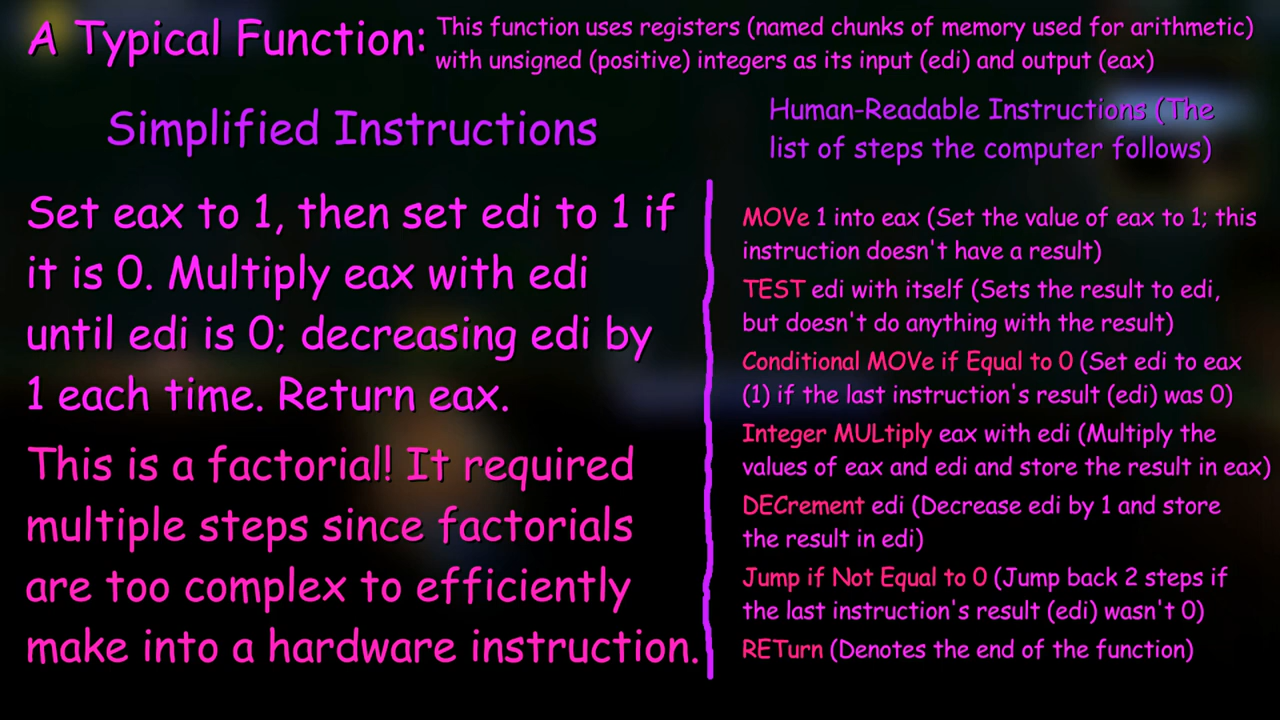 A Typical Function:
This function uses registers (named chunks of memory used for arithmetic)
with unsigned (positive) integers as its input (edi) and output (eax)
Simplified Instructions
Set eax to 1, then set edi to 1 if
it is 0. Multiply eax with edi
until edi is 0; decreasing edi by
1 each time. Return eax.
This is a factorial! It required
multiple steps since factorials
are too complex to efficiently
make into a hardware instruction.
Human-Readable Instructions (The
list of steps the computer follows)
MOVe 1 into eax (Set the value of eax to 1; this
instruction doesn't have a result)
TEST edi with itself (Sets the result to edi,
but doesn't do anything with the result)
Conditional MOVe if Equal to 0 (Set edi to eax
(1) if the last instruction's result (edi) was 0)
Integer MULtiply eax with edi (Multiply the
values of eax and edi and store the result in eax)
DECrement edi (Decrease edi by 1 and store
the result in edi)
Jump if Not Equal to 0 (Jump back 2 steps if
the last instruction's result (edi) wasn't 0)
RETurn (Denotes the end of the function)